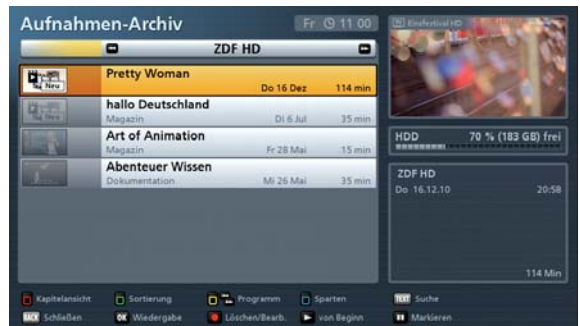 Aufnahmen-Archiv
Fr 11 00
Einsfestival HD
ZDF HD
Neu
Pretty Woman
Do 16 Dez 114 min
Neu
hallo Deutschland
Magazin Di 6 Jul 35 min
Art of Animation
Magazin Fr 28 Mai 15 min
Abenteuer Wissen
Dokumentation Mi 26 Mai 35 min
HDD 70 % (183 GB) frei
ZDF HD
Do 16.12.10 20:58
114 Min
Kapitelansicht Sortierung Programm Sparten TEXT Suche
BACK Schließen OK Wiedergabe Löschen/Bearb. von Beginn Markieren